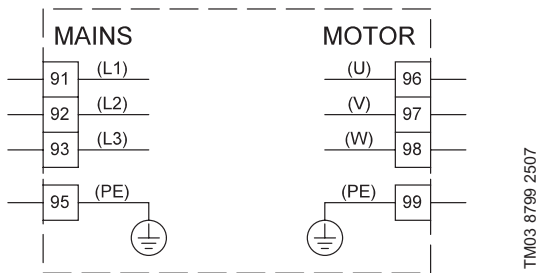 MAINS MOTOR
91 (L1) (U) 96
92 (L2) (V) 97
93 (L3) (W) 98
95 (PE) (PE) 99
TM03 8799 2507